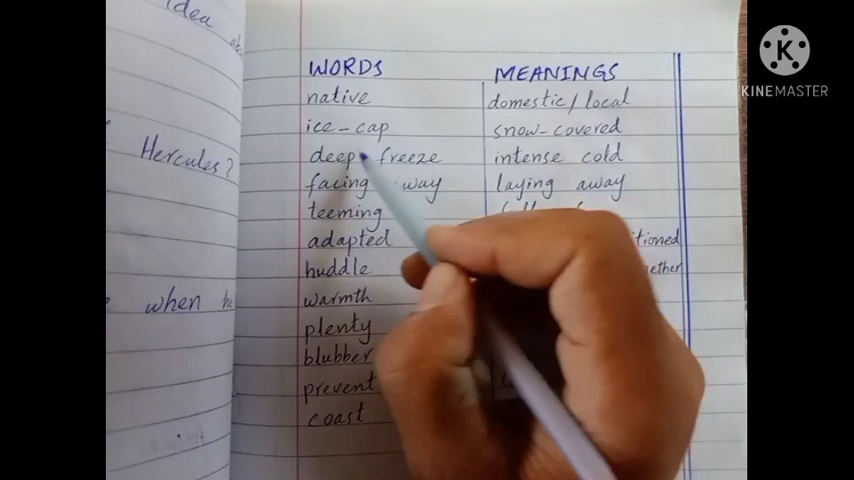 idea
Hercules?
when
WORDS MEANINGS
native domestic/local
ice-cap snow-covered
deep freeze intense cold
facing way laying away
teeming
adapted
huddle
warmth
plenty
blubber
prevent
coast
KINEMASTER